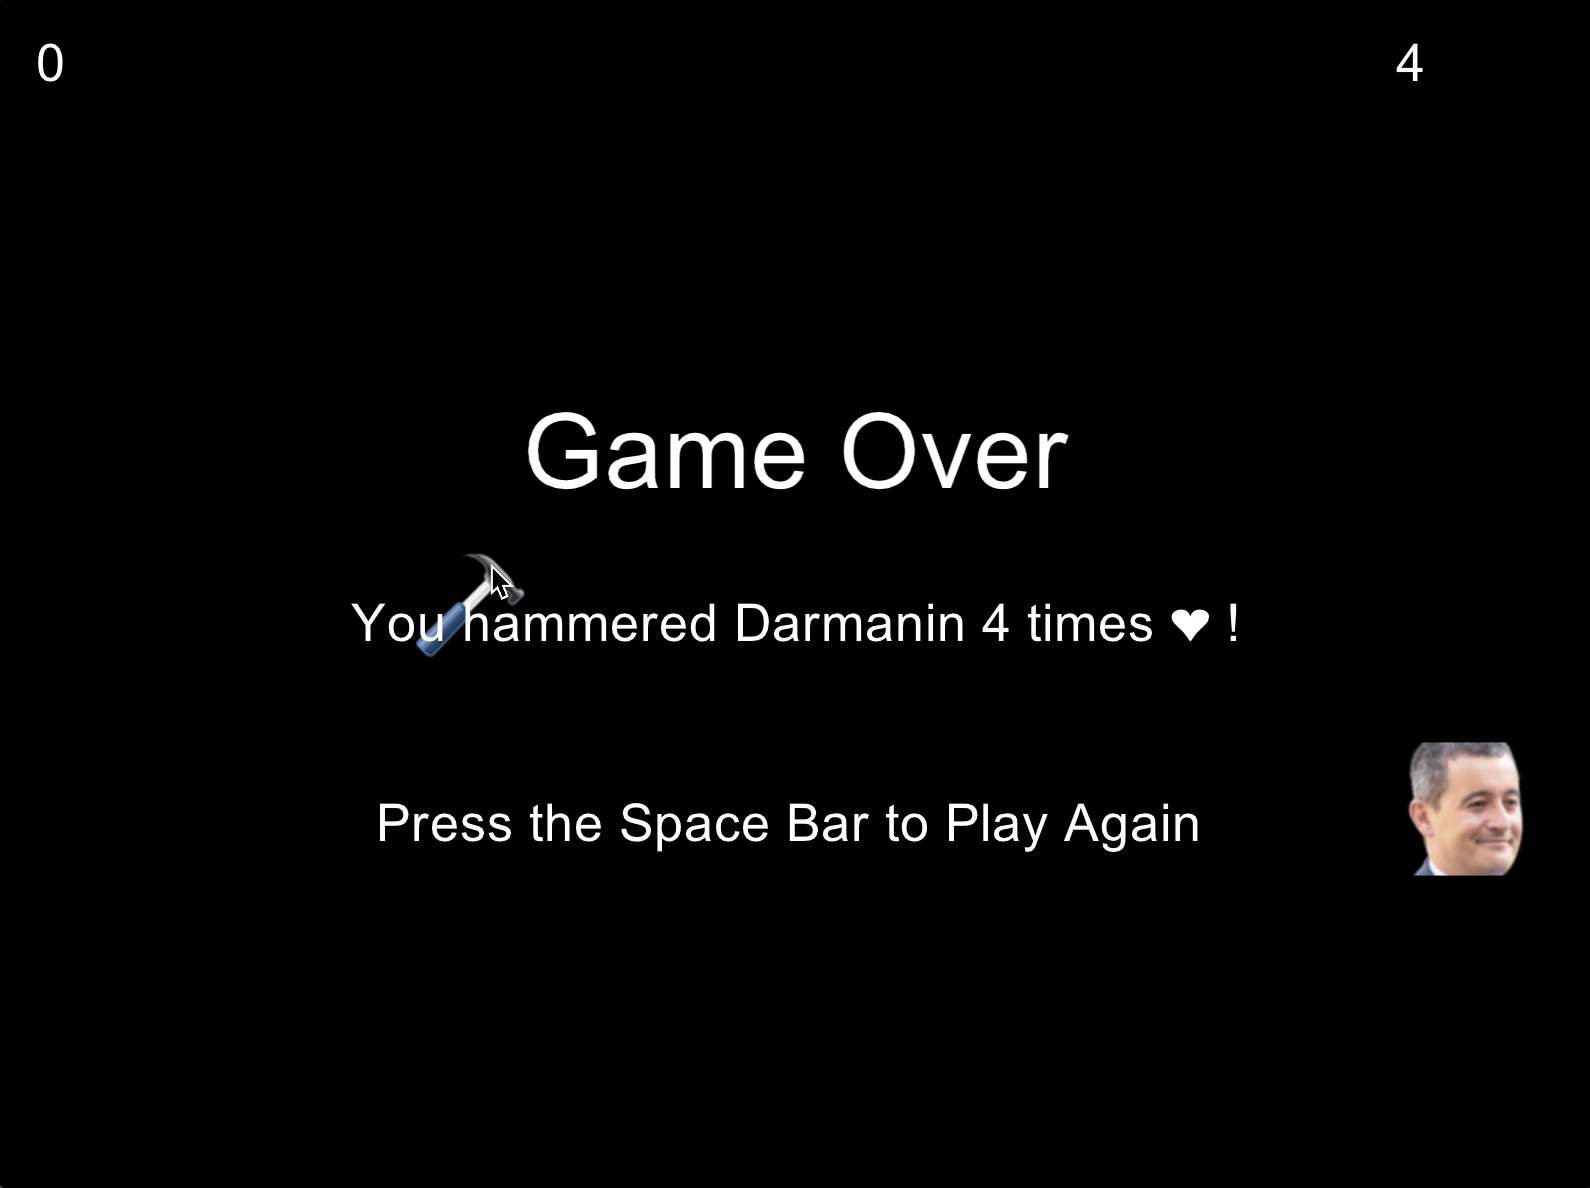 0 4
Game Over
You hammered Darmanin 4 times ♥ !
Press the Space Bar to Play Again